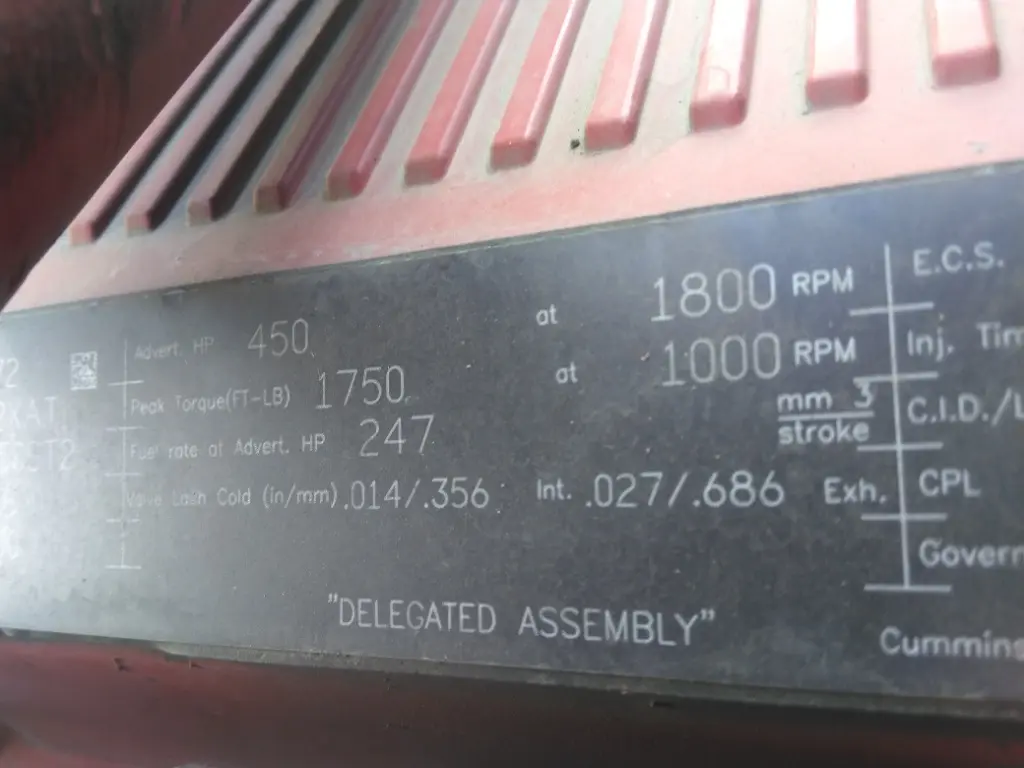 Advert. HP 450 at 1800 RPM
Peak Torque(FT-LB) 1750 at 1000 RPM
Fuel rate at Advert. HP 247 mm 3 stroke
Valve Lash Cold (in/mm) .014/.356 Int. .027/.686 Exh.
"DELEGATED ASSEMBLY"
E.C.S.
Inj.
C.I.D./
CPL
Cummins